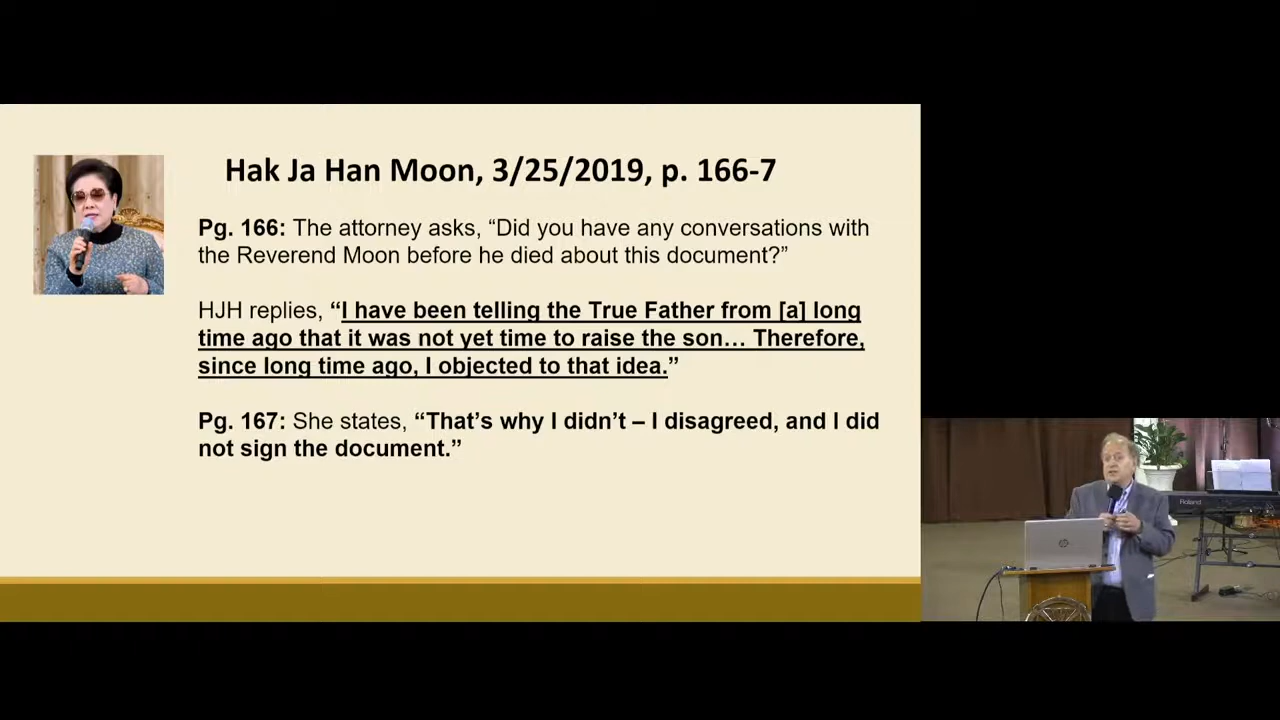 Hak Ja Han Moon, 3/25/2019, p. 166-7
Pg. 166: The attorney asks, “Did you have any conversations with
the Reverend Moon before he died about this document?”
HJH replies, “I have been telling the True Father from [a] long
time ago that it was not yet time to raise the son… Therefore,
since long time ago, I objected to that idea.”
Pg. 167: She states, “That’s why I didn’t – I disagreed, and I did
not sign the document.”
Roland